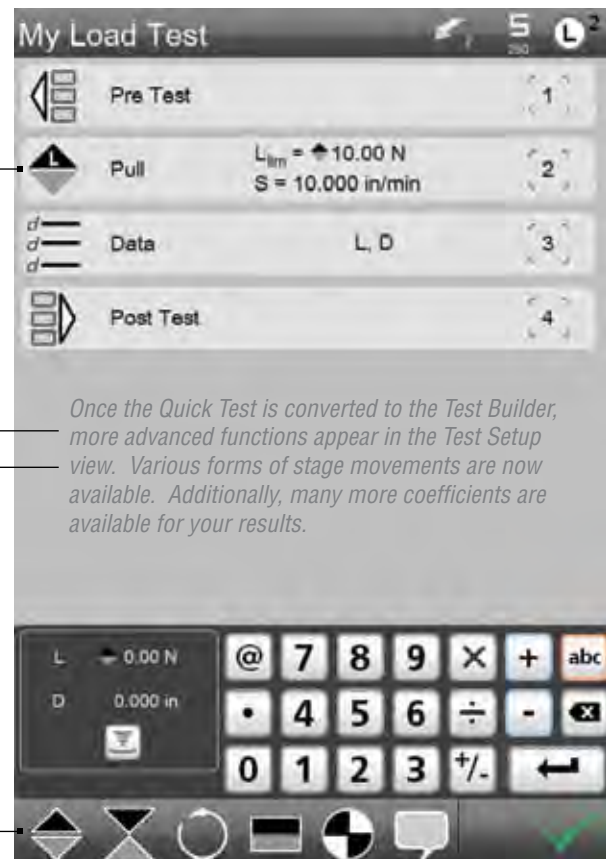 My Load Test S 250 L 2
Pre Test 1
L Pull Llim = 10.00 N 2
S = 10.000 in/min
d
d Data L, D 3
d
Post Test 4
Once the Quick Test is converted to the Test Builder,
more advanced functions appear in the Test Setup
view. Various forms of stage movements are now
available. Additionally, many more coefficients are
available for your results.
L 0.00 N @ 7 8 9 × + abc
D 0.000 in • 4 5 6 ÷ -
0 1 2 3 +/-